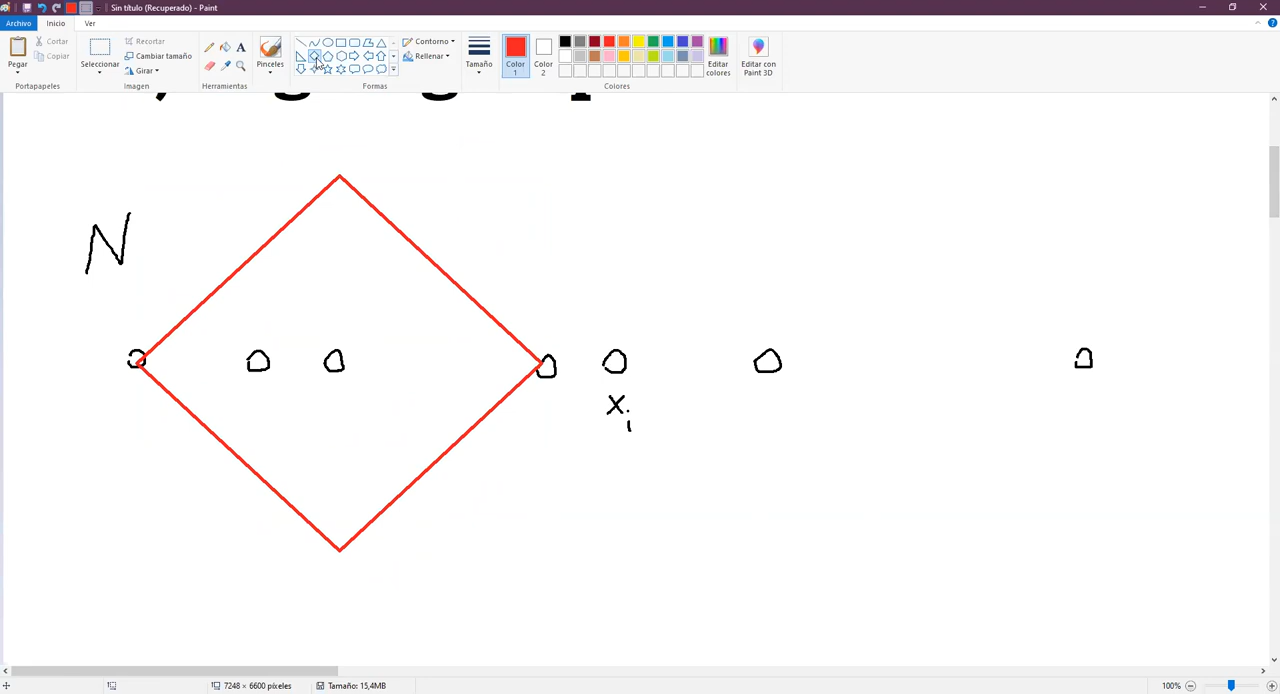 Sin título (Recuperado) - Paint
Archivo
Inicio
Ver
Pegar
Cortar
Copiar
Portapapeles
Seleccionar
Recortar
Cambiar tamaño
Girar
Imagen
Herramientas
Pinceles
Contorno
Rellenar
Formas
Tamaño
Color
1
Color
2
Editar
colores
Editar con
Paint 3D
Colores
N
xi
7248 × 6600 píxeles
Tamaño: 15,4MB
100%